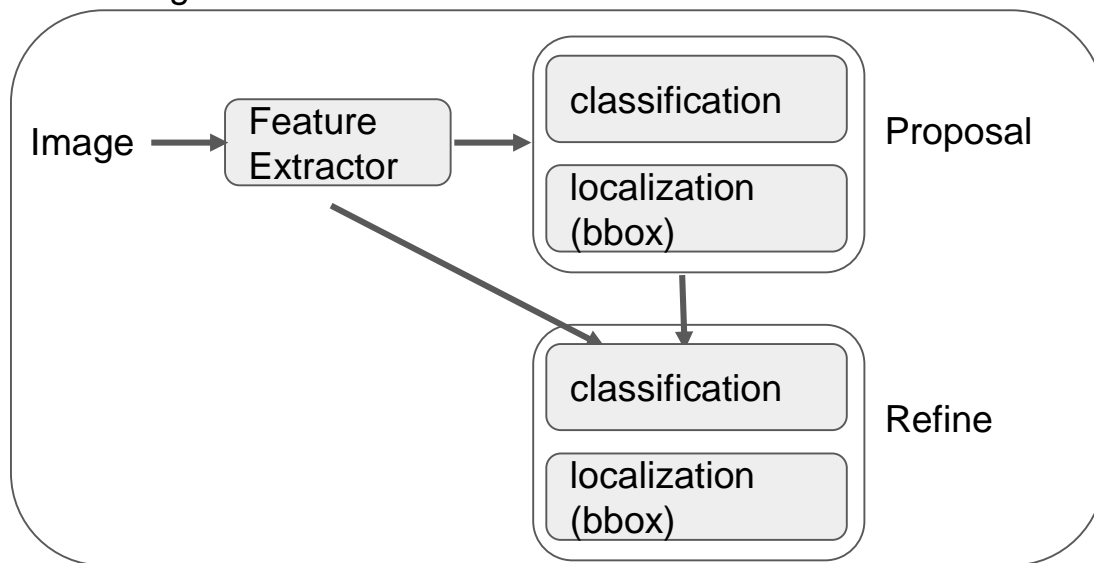 Image
Feature
Extractor
classification
localization
(bbox)
Proposal
classification
localization
(bbox)
Refine